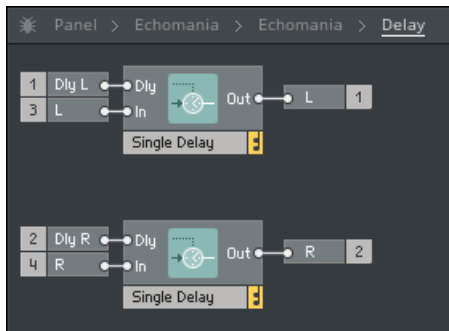 Panel > Echomania > Echomania > Delay
1 Dly L Dly Out L 1
3 L In
Single Delay
2 Dly R Dly Out R 2
4 R In
Single Delay